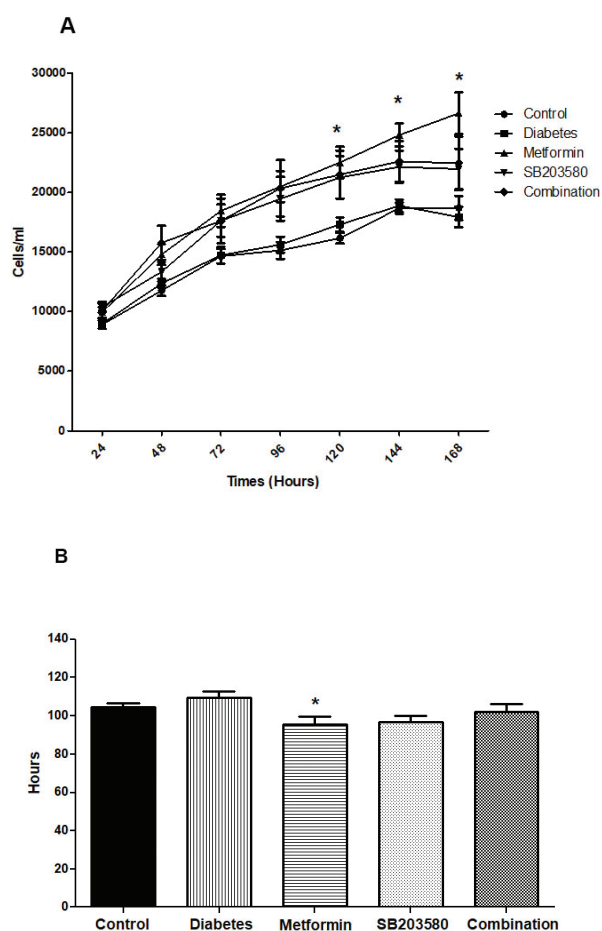 A
30000
25000
20000
15000
10000
5000
0
Cells/ml
* * *
24 48 72 96 120 144 168
Times (Hours)
Control
Diabetes
Metformin
SB203580
Combination
B
140
120
100
80
60
40
20
0
Hours
*
Control Diabetes Metformin SB203580 Combination